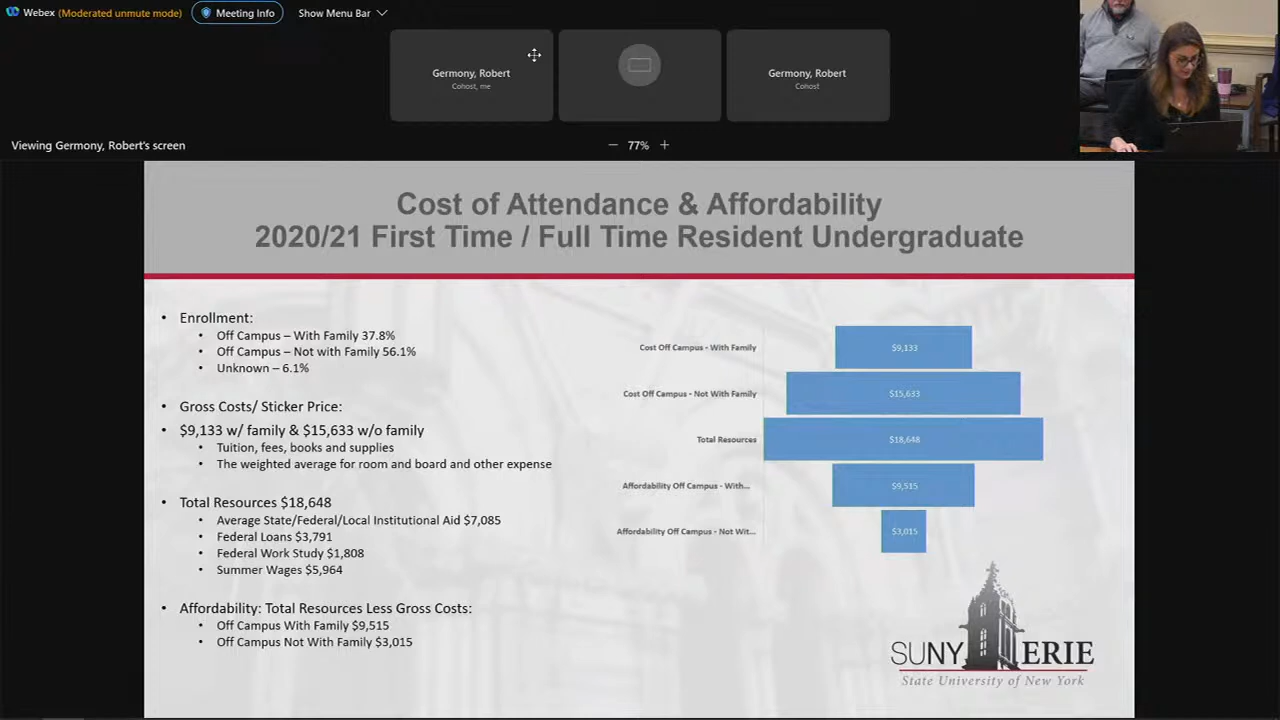 Webex (Moderated unmute mode) Meeting Info Show Menu Bar
Germony, Robert
Cohost, me
Germony, Robert
Cohost
Viewing Germony, Robert's screen
77%
Cost of Attendance & Affordability
2020/21 First Time / Full Time Resident Undergraduate
• Enrollment:
• Off Campus – With Family 37.8%
• Off Campus – Not with Family 56.1%
• Unknown – 6.1%
• Gross Costs/ Sticker Price:
• $9,133 w/ family & $15,633 w/o family
• Tuition, fees, books and supplies
• The weighted average for room and board and other expense
• Total Resources $18,648
• Average State/Federal/Local Institutional Aid $7,085
• Federal Loans $3,791
• Federal Work Study $1,808
• Summer Wages $5,964
• Affordability: Total Resources Less Gross Costs:
• Off Campus With Family $9,515
• Off Campus Not With Family $3,015
Cost Off Campus - With Family $9,133
Cost Off Campus - Not With Family $15,633
Total Resources $18,648
Affordability Off Campus - With... $9,515
Affordability Off Campus - Not Wit... $3,015
SUNY ERIE
State University of New York